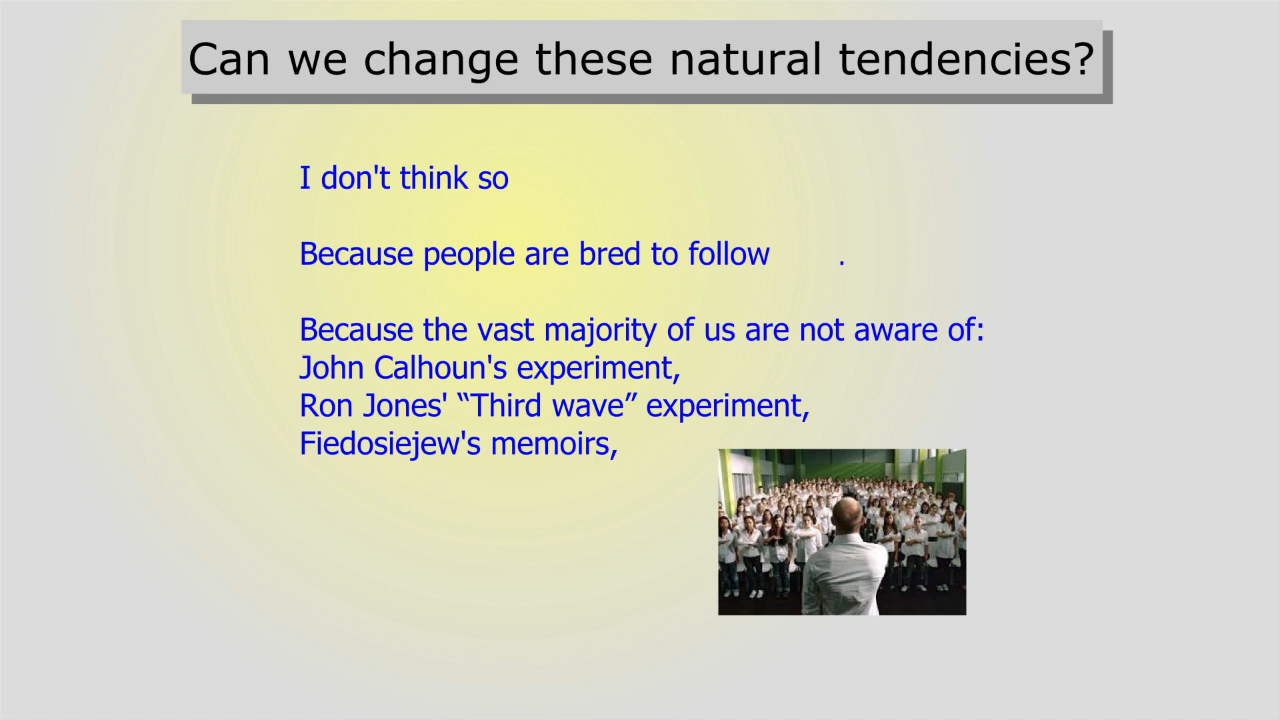 Can we change these natural tendencies?
I don't think so
Because people are bred to follow .
Because the vast majority of us are not aware of:
John Calhoun's experiment,
Ron Jones' “Third wave” experiment,
Fiedosiejew's memoirs,